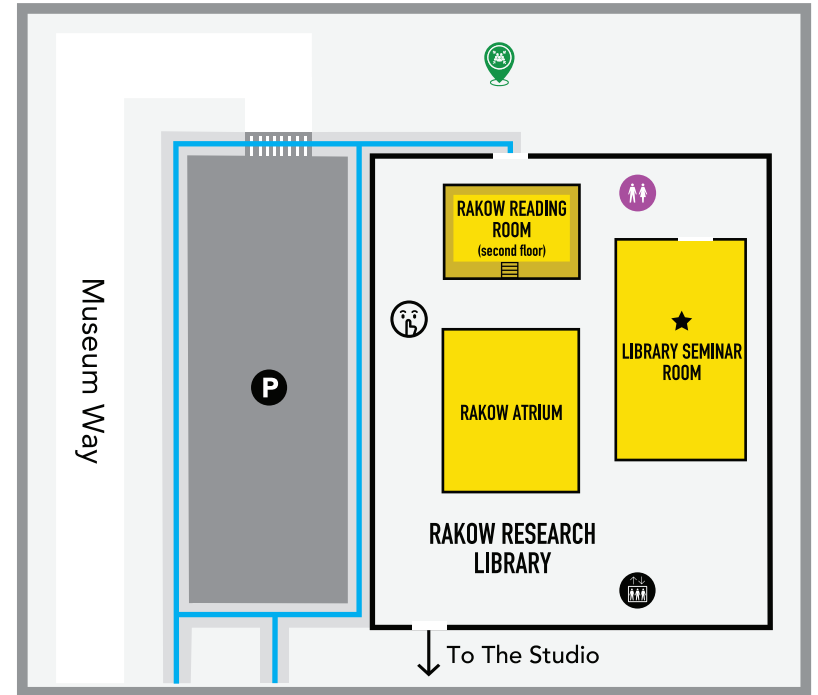 RAKOW READING
ROOM
(second floor)
LIBRARY SEMINAR
ROOM
Museum Way
P
RAKOW ATRIUM
RAKOW RESEARCH
LIBRARY
To The Studio